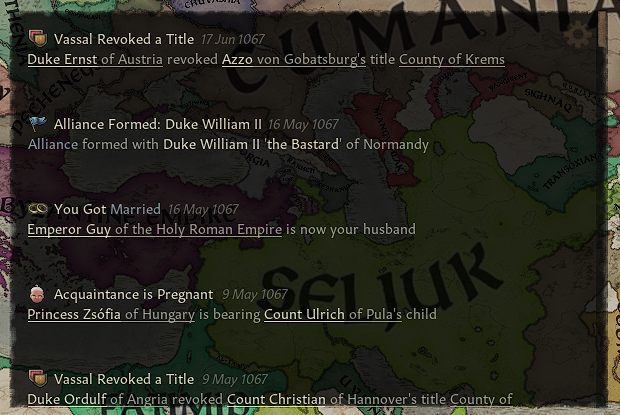 CUMANIA
Vassal Revoked a Title 17 Jun 1067
Duke Ernst of Austria revoked Azzo von Gobatsburg's title County of Krems
SIGHNAQ
Alliance Formed: Duke William II 16 May 1067
Alliance formed with Duke William II 'the Bastard' of Normandy
TRANSOXIAN
You Got Married 16 May 1067
Emperor Guy of the Holy Roman Empire is now your husband
SELJUK
Acquaintance is Pregnant 9 May 1067
Princess Zsófia of Hungary is bearing Count Ulrich of Pula's child
Vassal Revoked a Title 9 May 1067
Duke Ordulf of Angria revoked Count Christian of Hannover's title County of
FATIMID